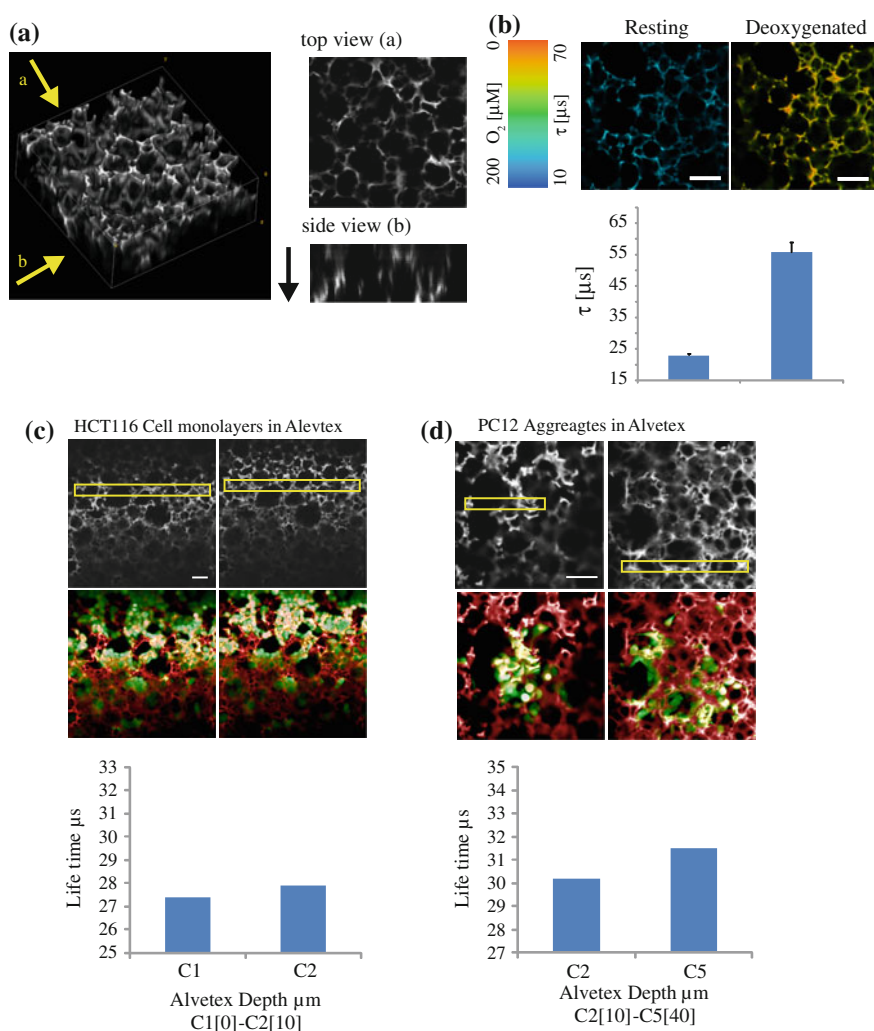 (a)
a
b
top view (a)
side view (b)
(b)
0
70
O2 [µM]
τ [µs]
200
10
Resting
Deoxygenated
65
55
45
35
25
15
τ [µs]
(c)
HCT116 Cell monolayers in Alevtex
33
32
31
30
29
28
27
26
25
Life time µs
C1
C2
Alvetex Depth µm
C1[0]-C2[10]
(d)
PC12 Aggreagtes in Alvetex
35
34
33
32
31
30
29
28
27
Life time µs
C2
C5
Alvetex Depth µm
C2[10]-C5[40]